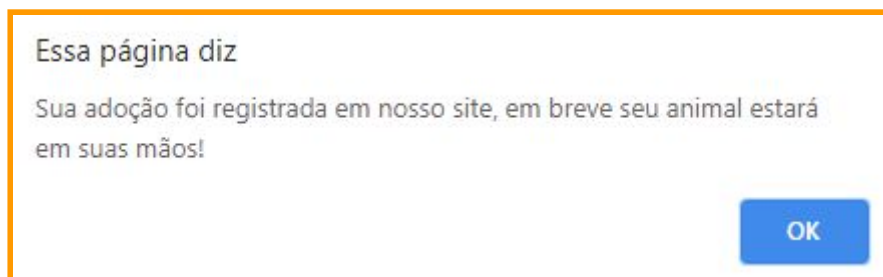 Essa página diz
Sua adoção foi registrada em nosso site, em breve seu animal estará
em suas mãos!
OK